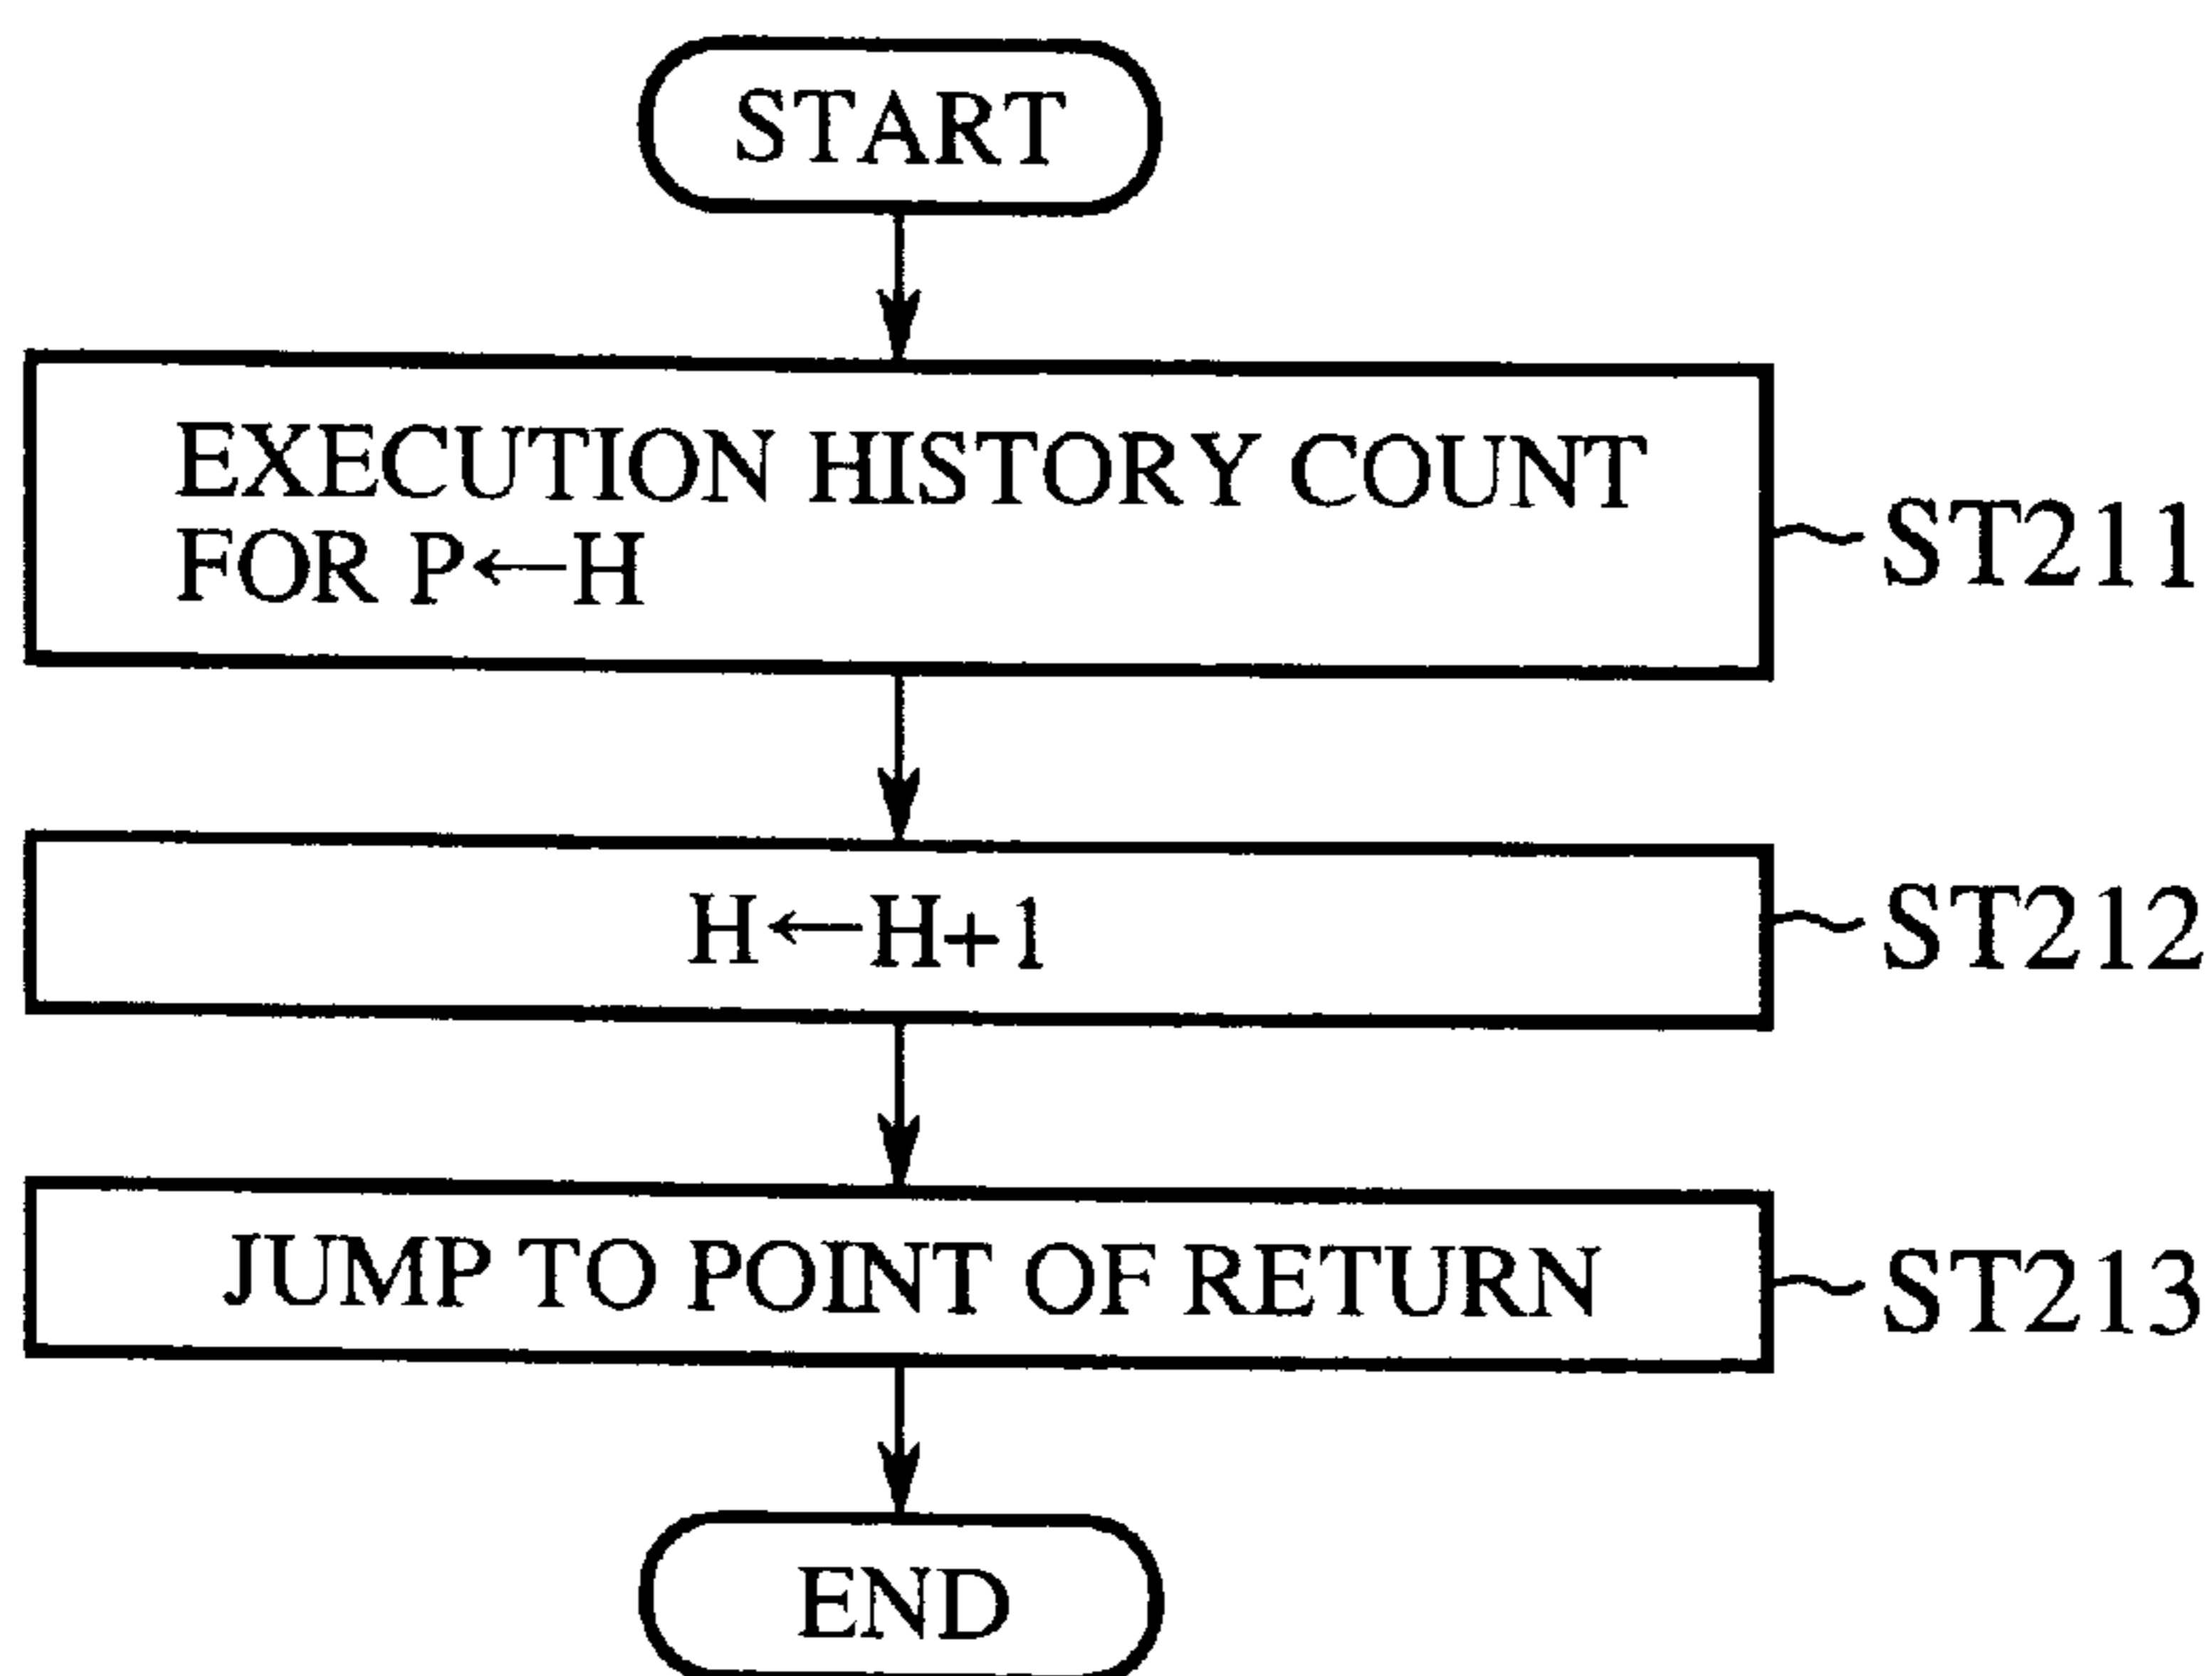 START
EXECUTION HISTORY COUNT
FOR P←H
ST211
H←H+1
ST212
JUMP TO POINT OF RETURN
ST213
END